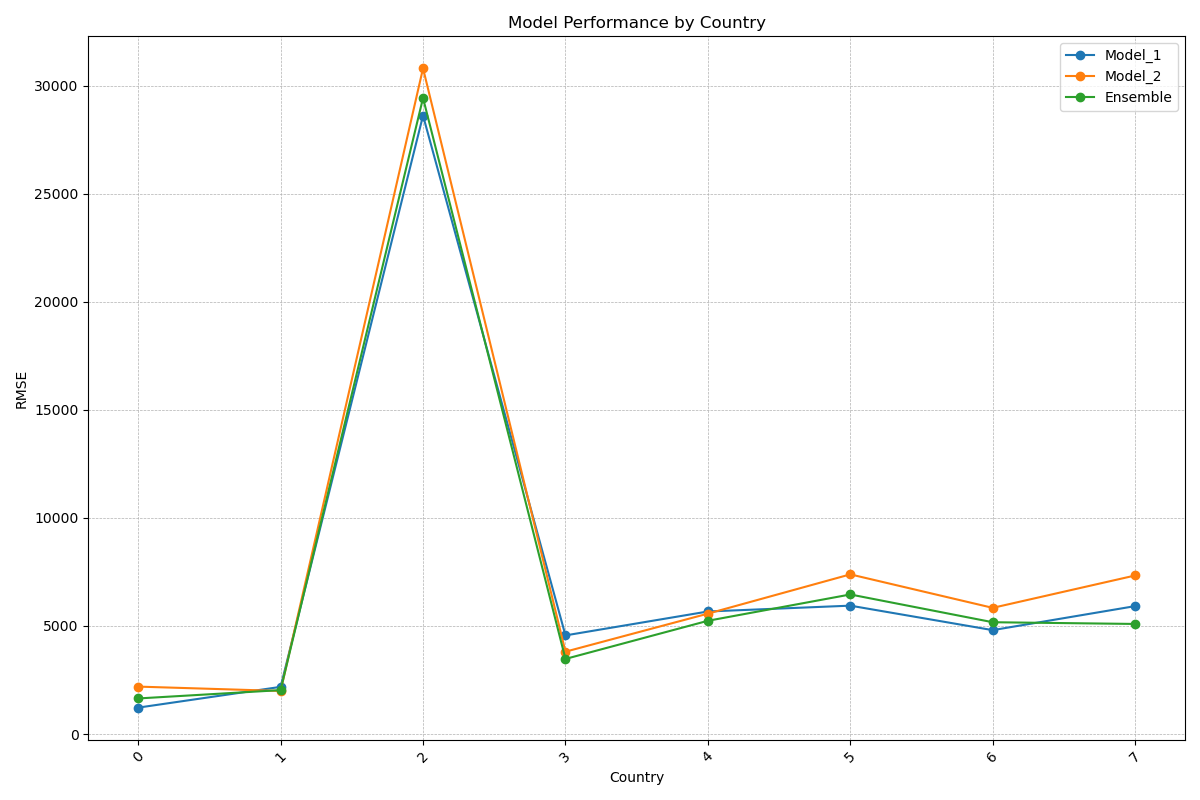 Model Performance by Country
Model_1
Model_2
Ensemble
RMSE
30000
25000
20000
15000
10000
5000
0
0 1 2 3 4 5 6 7
Country